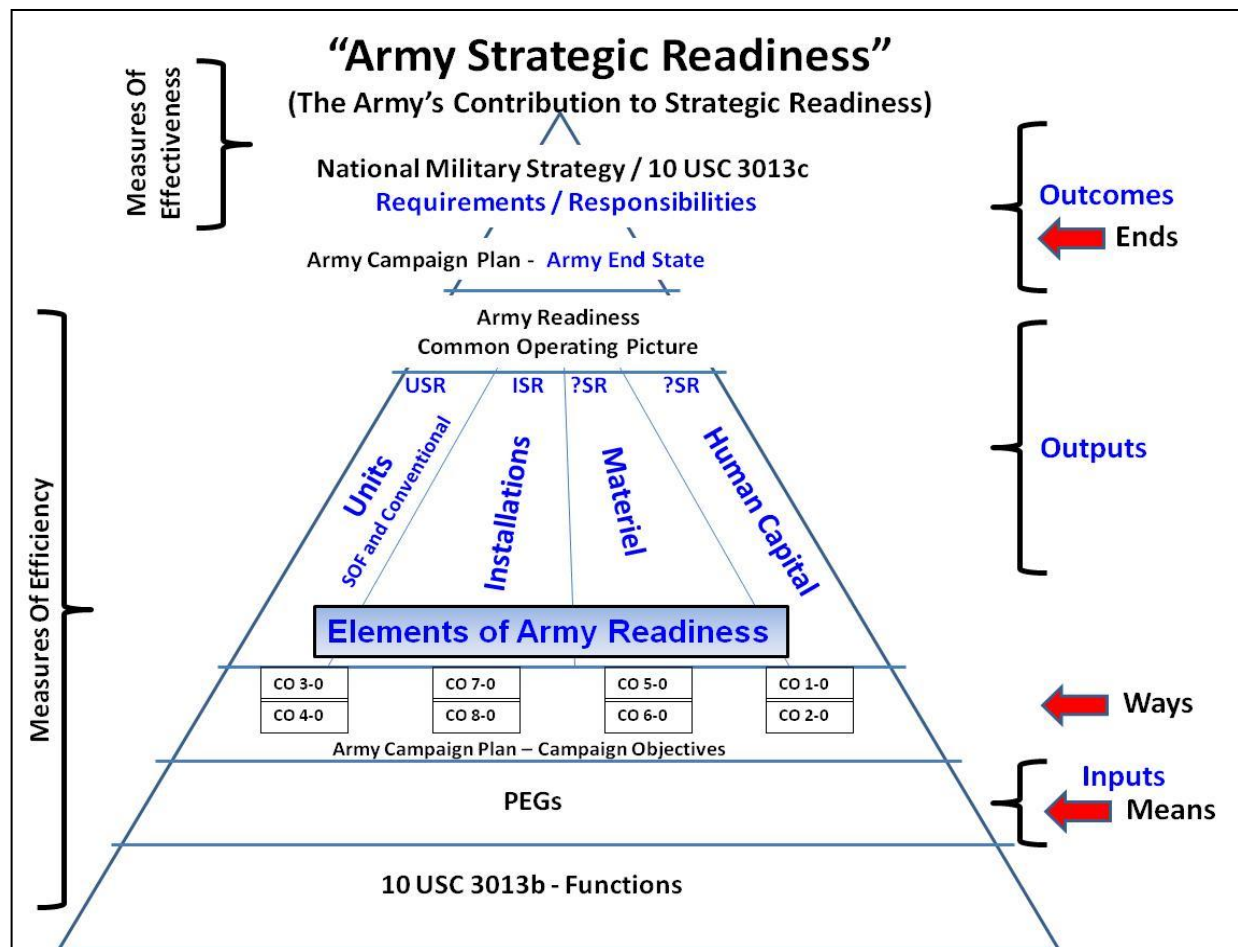 “Army Strategic Readiness”
(The Army’s Contribution to Strategic Readiness)
Measures Of
Effectiveness
National Military Strategy / 10 USC 3013c
Requirements / Responsibilities
Army Campaign Plan - Army End State
Outcomes
Ends
Army Readiness
Common Operating Picture
USR
ISR
?SR
?SR
Units
SOF and Conventional
Installations
Materiel
Human Capital
Outputs
Measures Of Efficiency
Elements of Army Readiness
CO 3-0
CO 7-0
CO 5-0
CO 1-0
CO 4-0
CO 8-0
CO 6-0
CO 2-0
Army Campaign Plan – Campaign Objectives
Ways
PEGs
Inputs
Means
10 USC 3013b - Functions